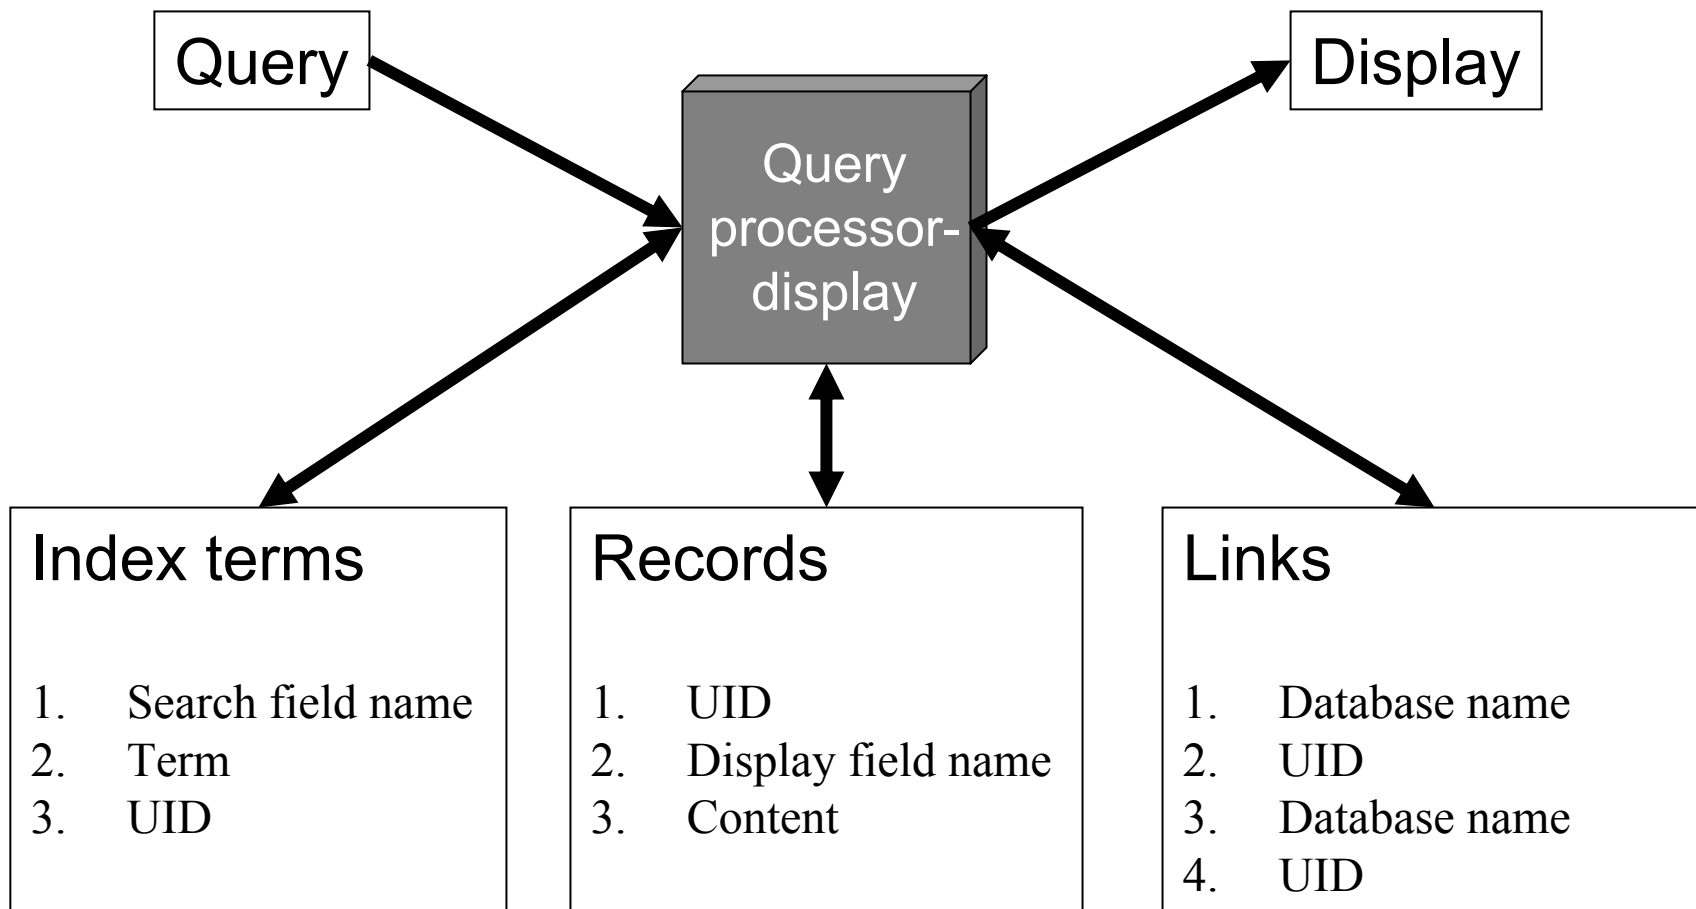 Query
Display
Query
processor-
display
Index terms
1. Search field name
2. Term
3. UID
Records
1. UID
2. Display field name
3. Content
Links
1. Database name
2. UID
3. Database name
4. UID